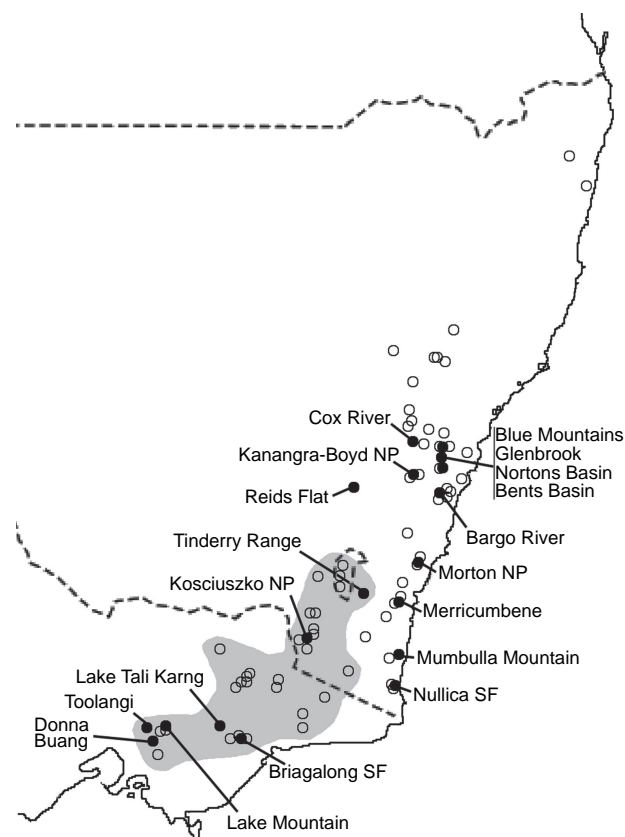 Cox River
Blue Mountains
Glenbrook
Kanangra-Boyd NP
Nortons Basin
Bents Basin
Reids Flat
Bargo River
Tinderry Range
Morton NP
Kosciuszko NP
Merricumbene
Mumbulla Mountain
Lake Tali Karng
Nullica SF
Toolangi
Donna
Buang
Briagalong SF
Lake Mountain